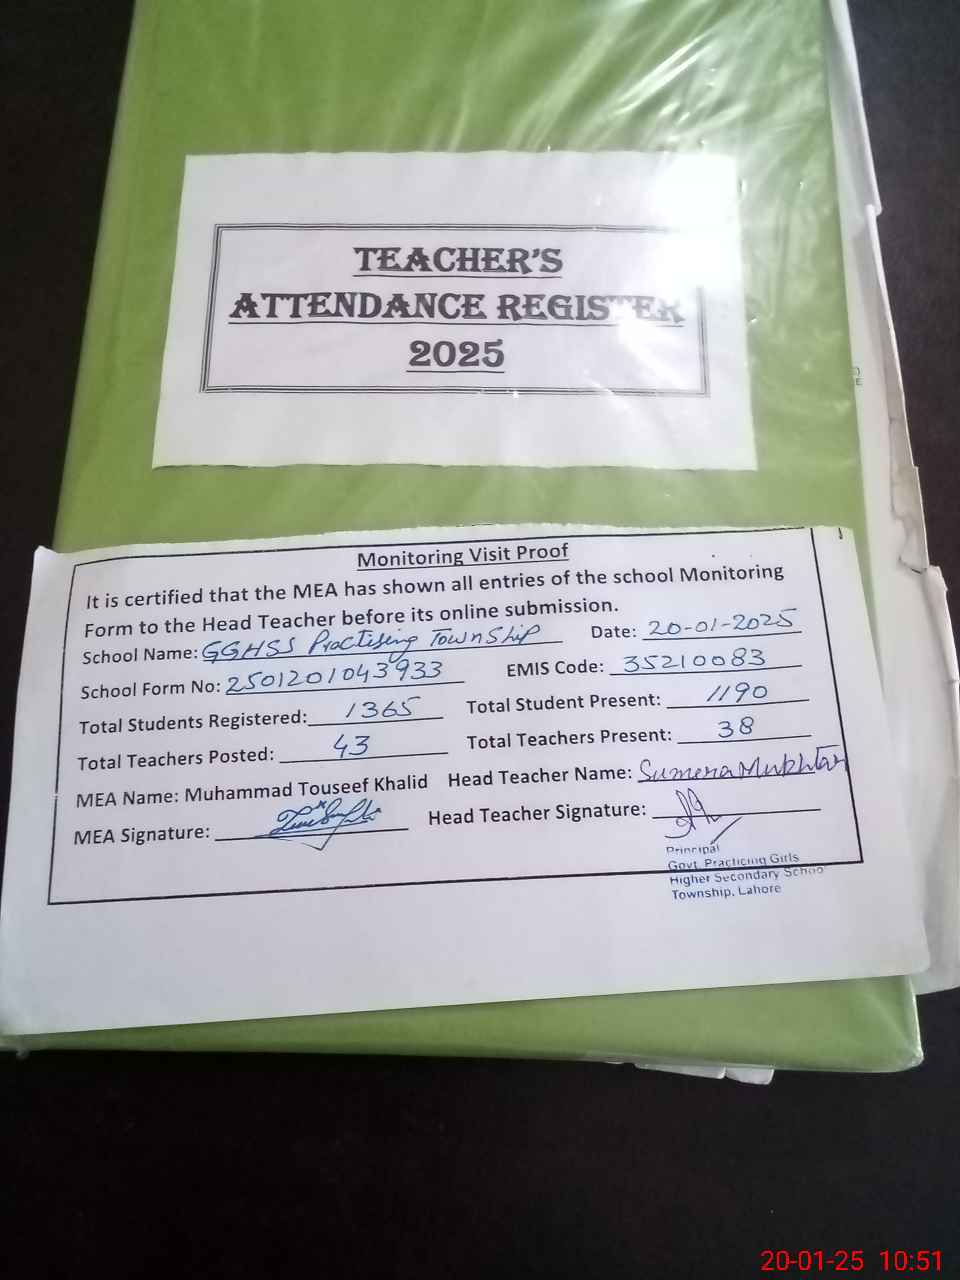 TEACHER'S
ATTENDANCE REGISTER
2025
Monitoring Visit Proof
It is certified that the MEA has shown all entries of the school Monitoring
Form to the Head Teacher before its online submission.
School Name: GGHSS Practising Township Date: 20-01-2025
School Form No: 2501201043933 EMIS Code: 35210083
Total Students Registered: 1365 Total Student Present: 1190
Total Teachers Posted: 43 Total Teachers Present: 38
MEA Name: Muhammad Touseef Khalid Head Teacher Name: Sumera Mukhtar
MEA Signature: Head Teacher Signature:
Principal
Govt. Practicing Girls
Higher Secondary School
Township, Lahore
20-01-25 10:51